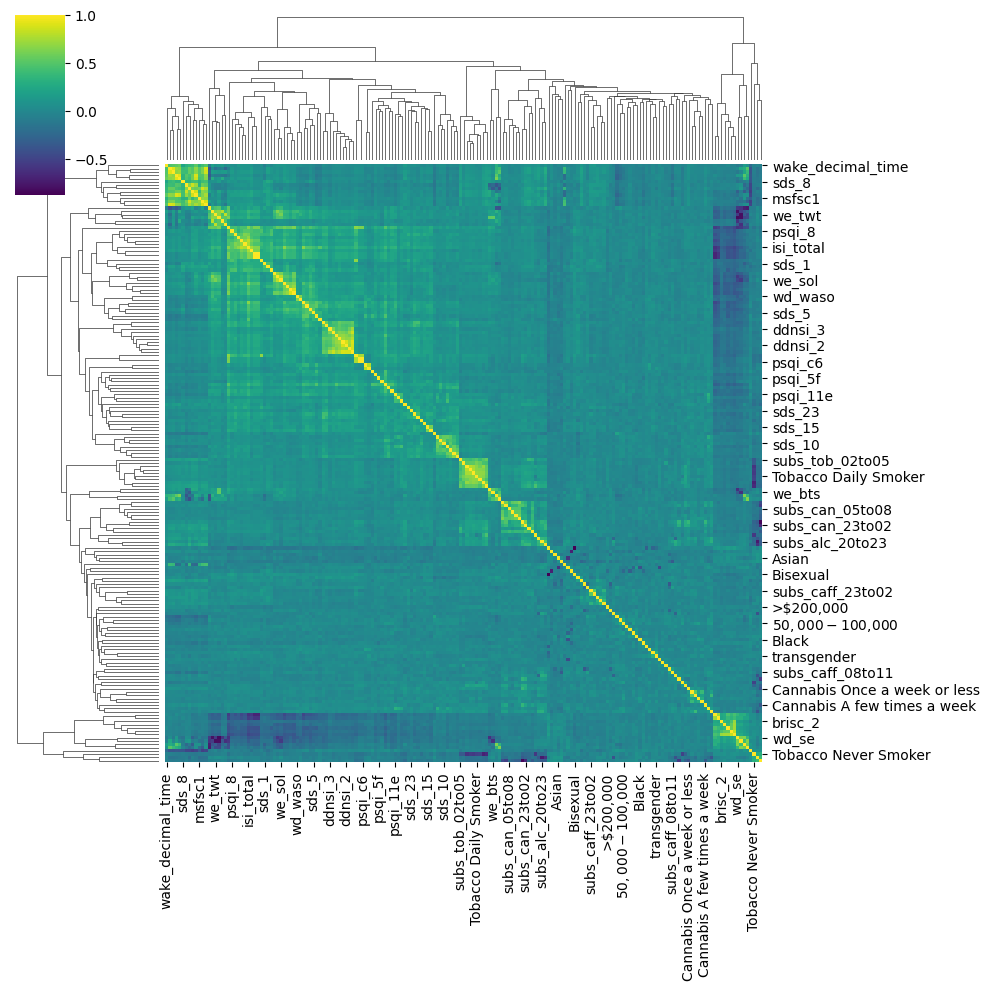 1.0
0.5
0.0
−0.5
wake_decimal_time
sds_8
msfsc1
we_twt
psqi_8
isi_total
sds_1
we_sol
wd_waso
sds_5
ddnsi_3
ddnsi_2
psqi_c6
psqi_5f
psqi_11e
sds_23
sds_15
sds_10
subs_tob_02to05
Tobacco Daily Smoker
we_bts
subs_can_05to08
subs_can_23to02
subs_alc_20to23
Asian
Bisexual
subs_caff_23to02
>$200,000
50,000-100,000
Black
transgender
subs_caff_08to11
Cannabis Once a week or less
Cannabis A few times a week
brisc_2
wd_se
Tobacco Never Smoker
wake_decimal_time
sds_8
msfsc1
we_twt
psqi_8
isi_total
sds_1
we_sol
wd_waso
sds_5
ddnsi_3
ddnsi_2
psqi_c6
psqi_5f
psqi_11e
sds_23
sds_15
sds_10
subs_tob_02to05
Tobacco Daily Smoker
we_bts
subs_can_05to08
subs_can_23to02
subs_alc_20to23
Asian
Bisexual
subs_caff_23to02
>$200,000
50,000-100,000
Black
transgender
subs_caff_08to11
Cannabis Once a week or less
Cannabis A few times a week
brisc_2
wd_se
Tobacco Never Smoker